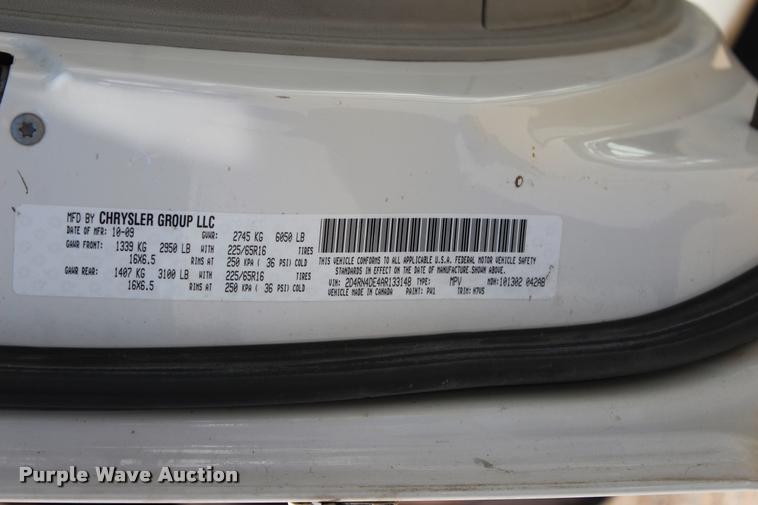 MFD BY CHRYSLER GROUP LLC
DATE OF MFR: 10-09 GVWR: 2745 KG 6050 LB
GAWR FRONT: 1339 KG 2950 LB WITH 225/65R16 TIRES
16X6.5 RIMS AT 250 KPA ( 36 PSI) COLD
GAWR REAR: 1407 KG 3100 LB WITH 225/65R16 TIRES
16X6.5 RIMS AT 250 KPA ( 36 PSI) COLD
THIS VEHICLE CONFORMS TO ALL APPLICABLE U.S.A. FEDERAL MOTOR VEHICLE SAFETY
STANDARDS IN EFFECT ON THE DATE OF MANUFACTURE SHOWN ABOVE.
VIN: 2D4RN4DE4AR133148 TYPE: MPV MDH: 101302 042AB
VEHICLE MADE IN CANADA PAINT: PW1 TRIM: H7V5
Purple Wave Auction